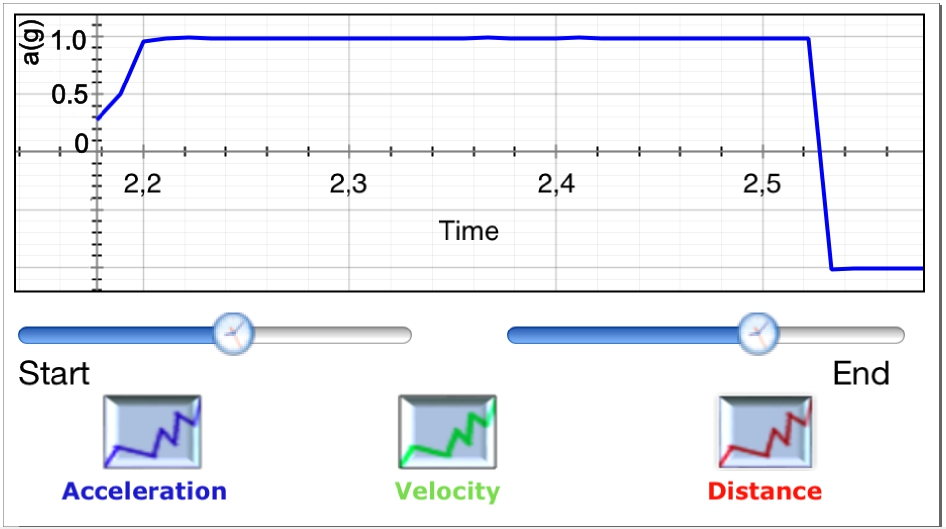 a(g)
1.0
0.5
0
2,2 2,3 2,4 2,5
Time
Start End
Acceleration Velocity Distance